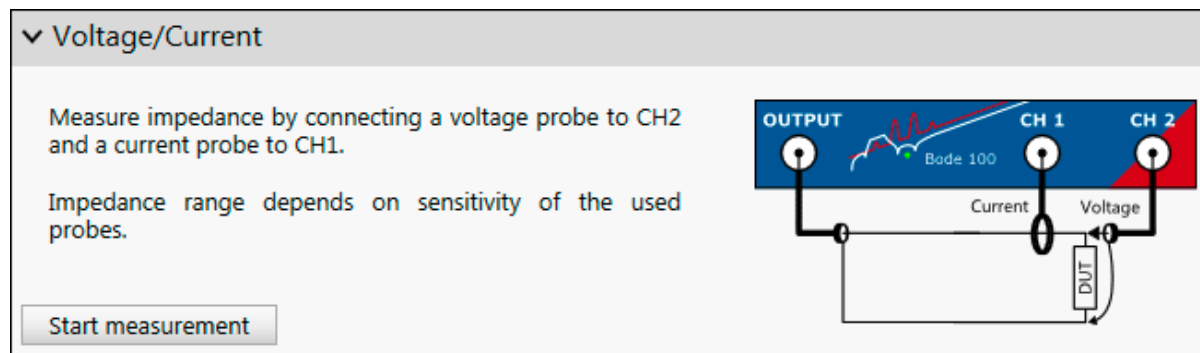 Voltage/Current
Measure impedance by connecting a voltage probe to CH2
and a current probe to CH1.
Impedance range depends on sensitivity of the used
probes.
Start measurement
OUTPUT
CH 1
CH 2
Bode 100
Current
Voltage
DUT